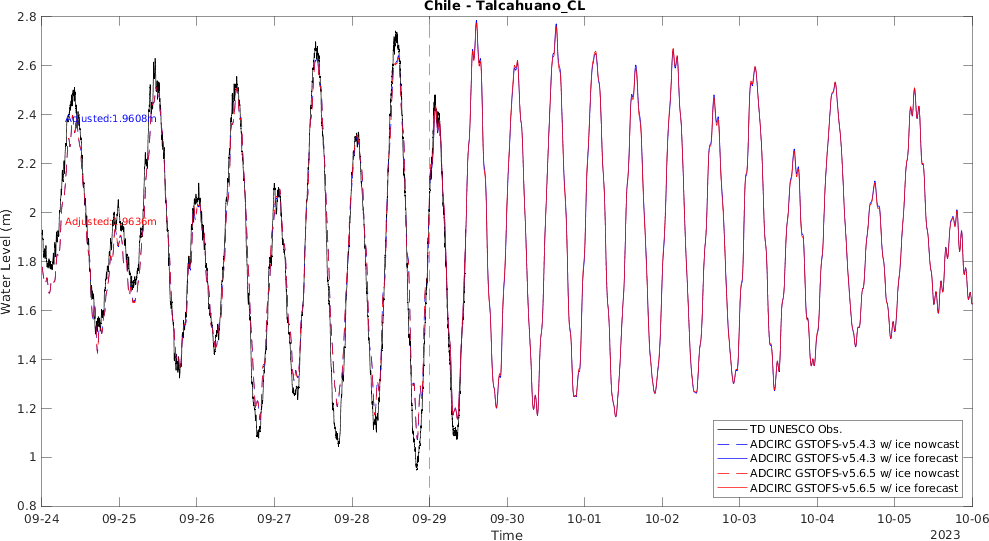 Chile - Talcahuano_CL
2.8
2.6
2.4
2.2
2
1.8
1.6
1.4
1.2
1
0.8
Water Level (m)
Adjusted:1.9608m
Adjusted:1.9636m
TD UNESCO Obs.
ADCIRC GSTOFS-v5.4.3 w/ ice nowcast
ADCIRC GSTOFS-v5.4.3 w/ ice forecast
ADCIRC GSTOFS-v5.6.5 w/ ice nowcast
ADCIRC GSTOFS-v5.6.5 w/ ice forecast
09-24 09-25 09-26 09-27 09-28 09-29 09-30 10-01 10-02 10-03 10-04 10-05 10-06
Time
2023